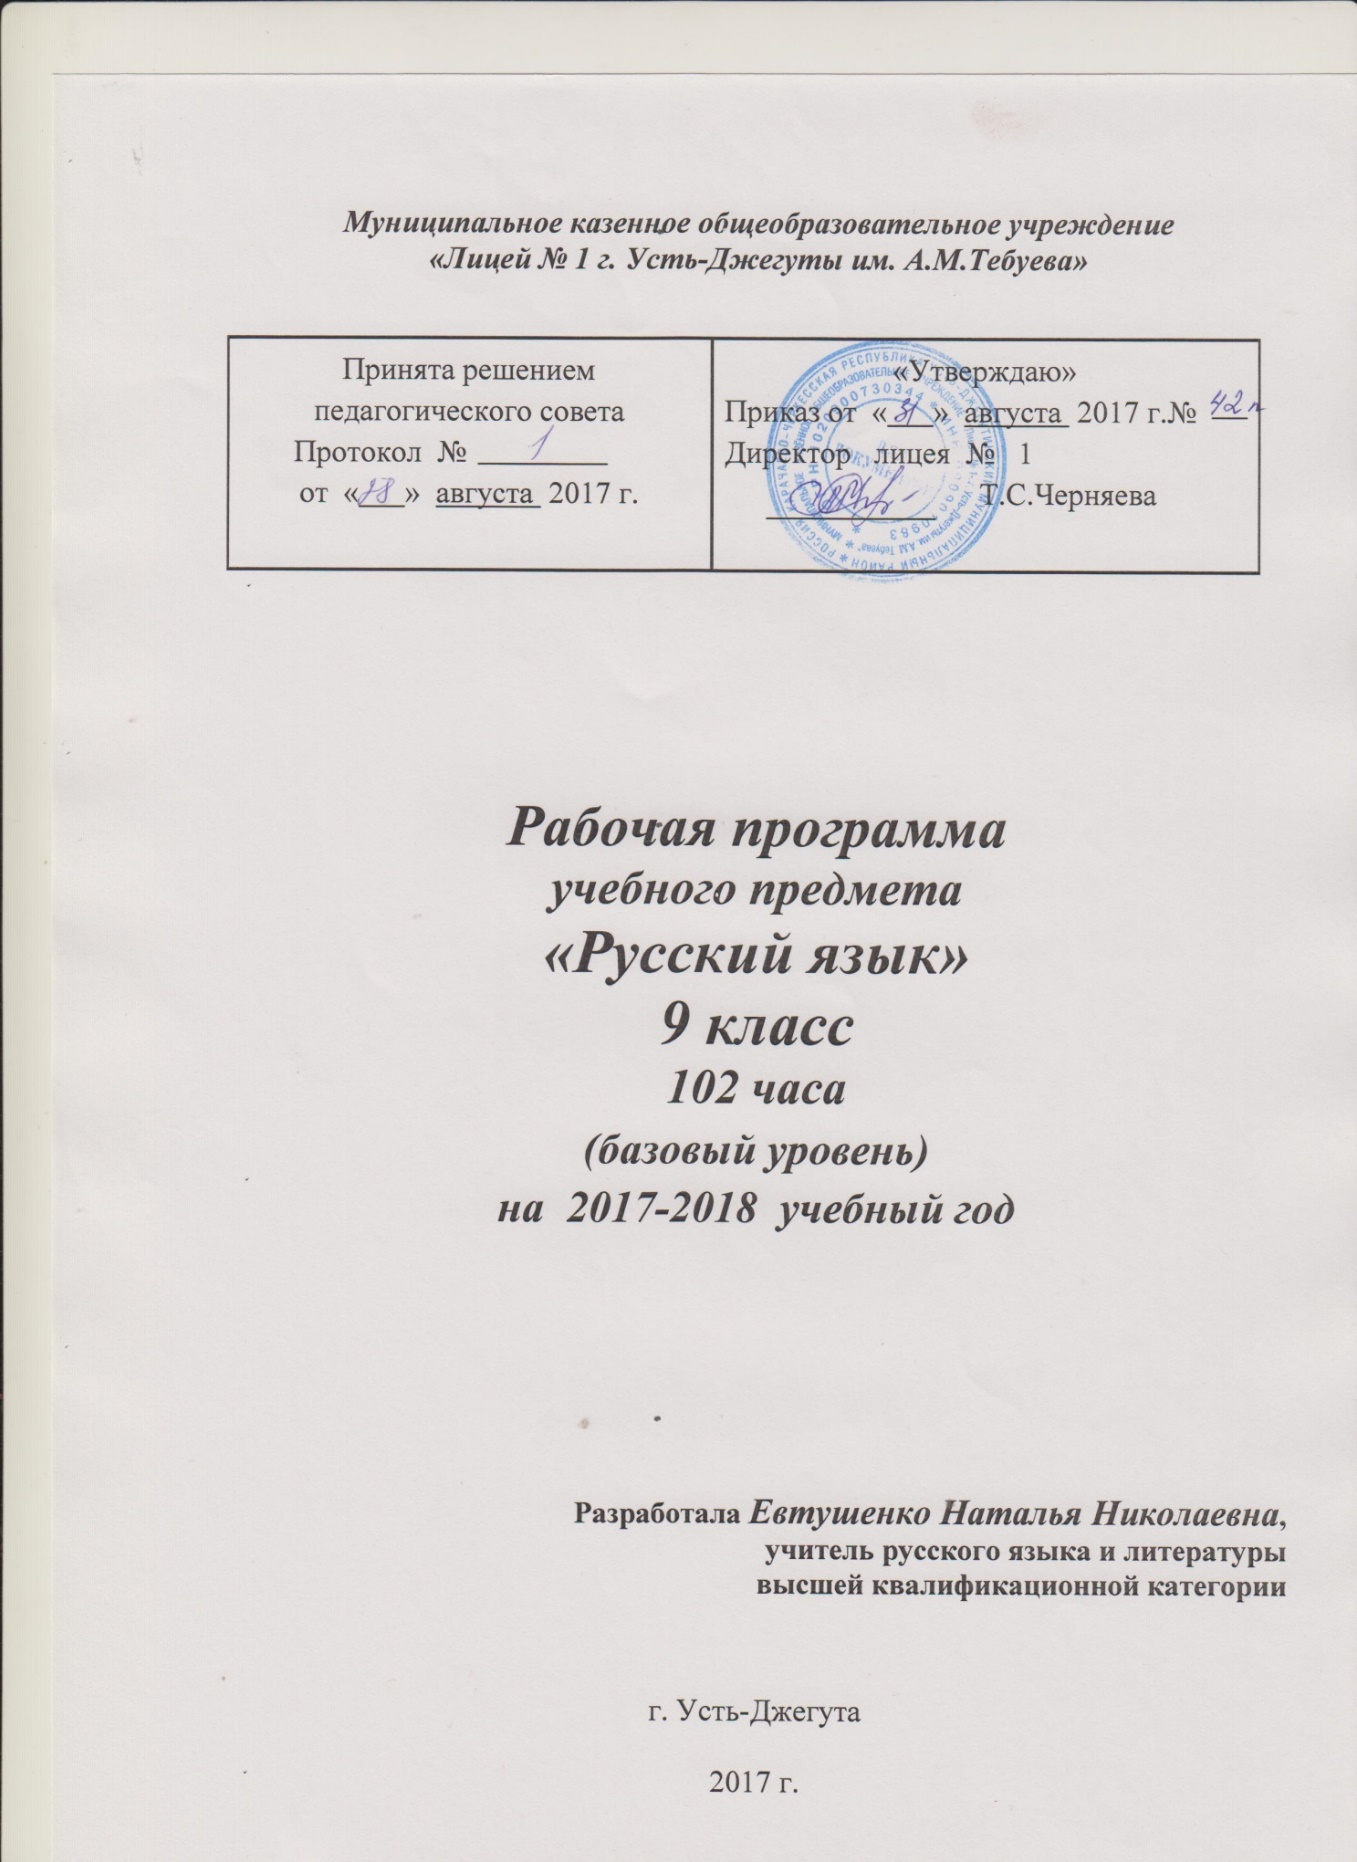 Муниципальное казенное общеобразовательное учреждение
«Лицей № 1 г. Усть-Джегуты им. А.М.Тебуева»
Принята решением
педагогического совета
Протокол № 1
от «28» августа 2017 г.
«Утверждаю»
Приказ от «31» августа 2017 г.№ 42 п
Директор лицея № 1
Т.С.Черняева
Рабочая программа
учебного предмета
«Русский язык»
9 класс
102 часа
(базовый уровень)
на 2017-2018 учебный год
Разработала Евтушенко Наталья Николаевна,
учитель русского языка и литературы
высшей квалификационной категории
г. Усть-Джегута
2017 г.